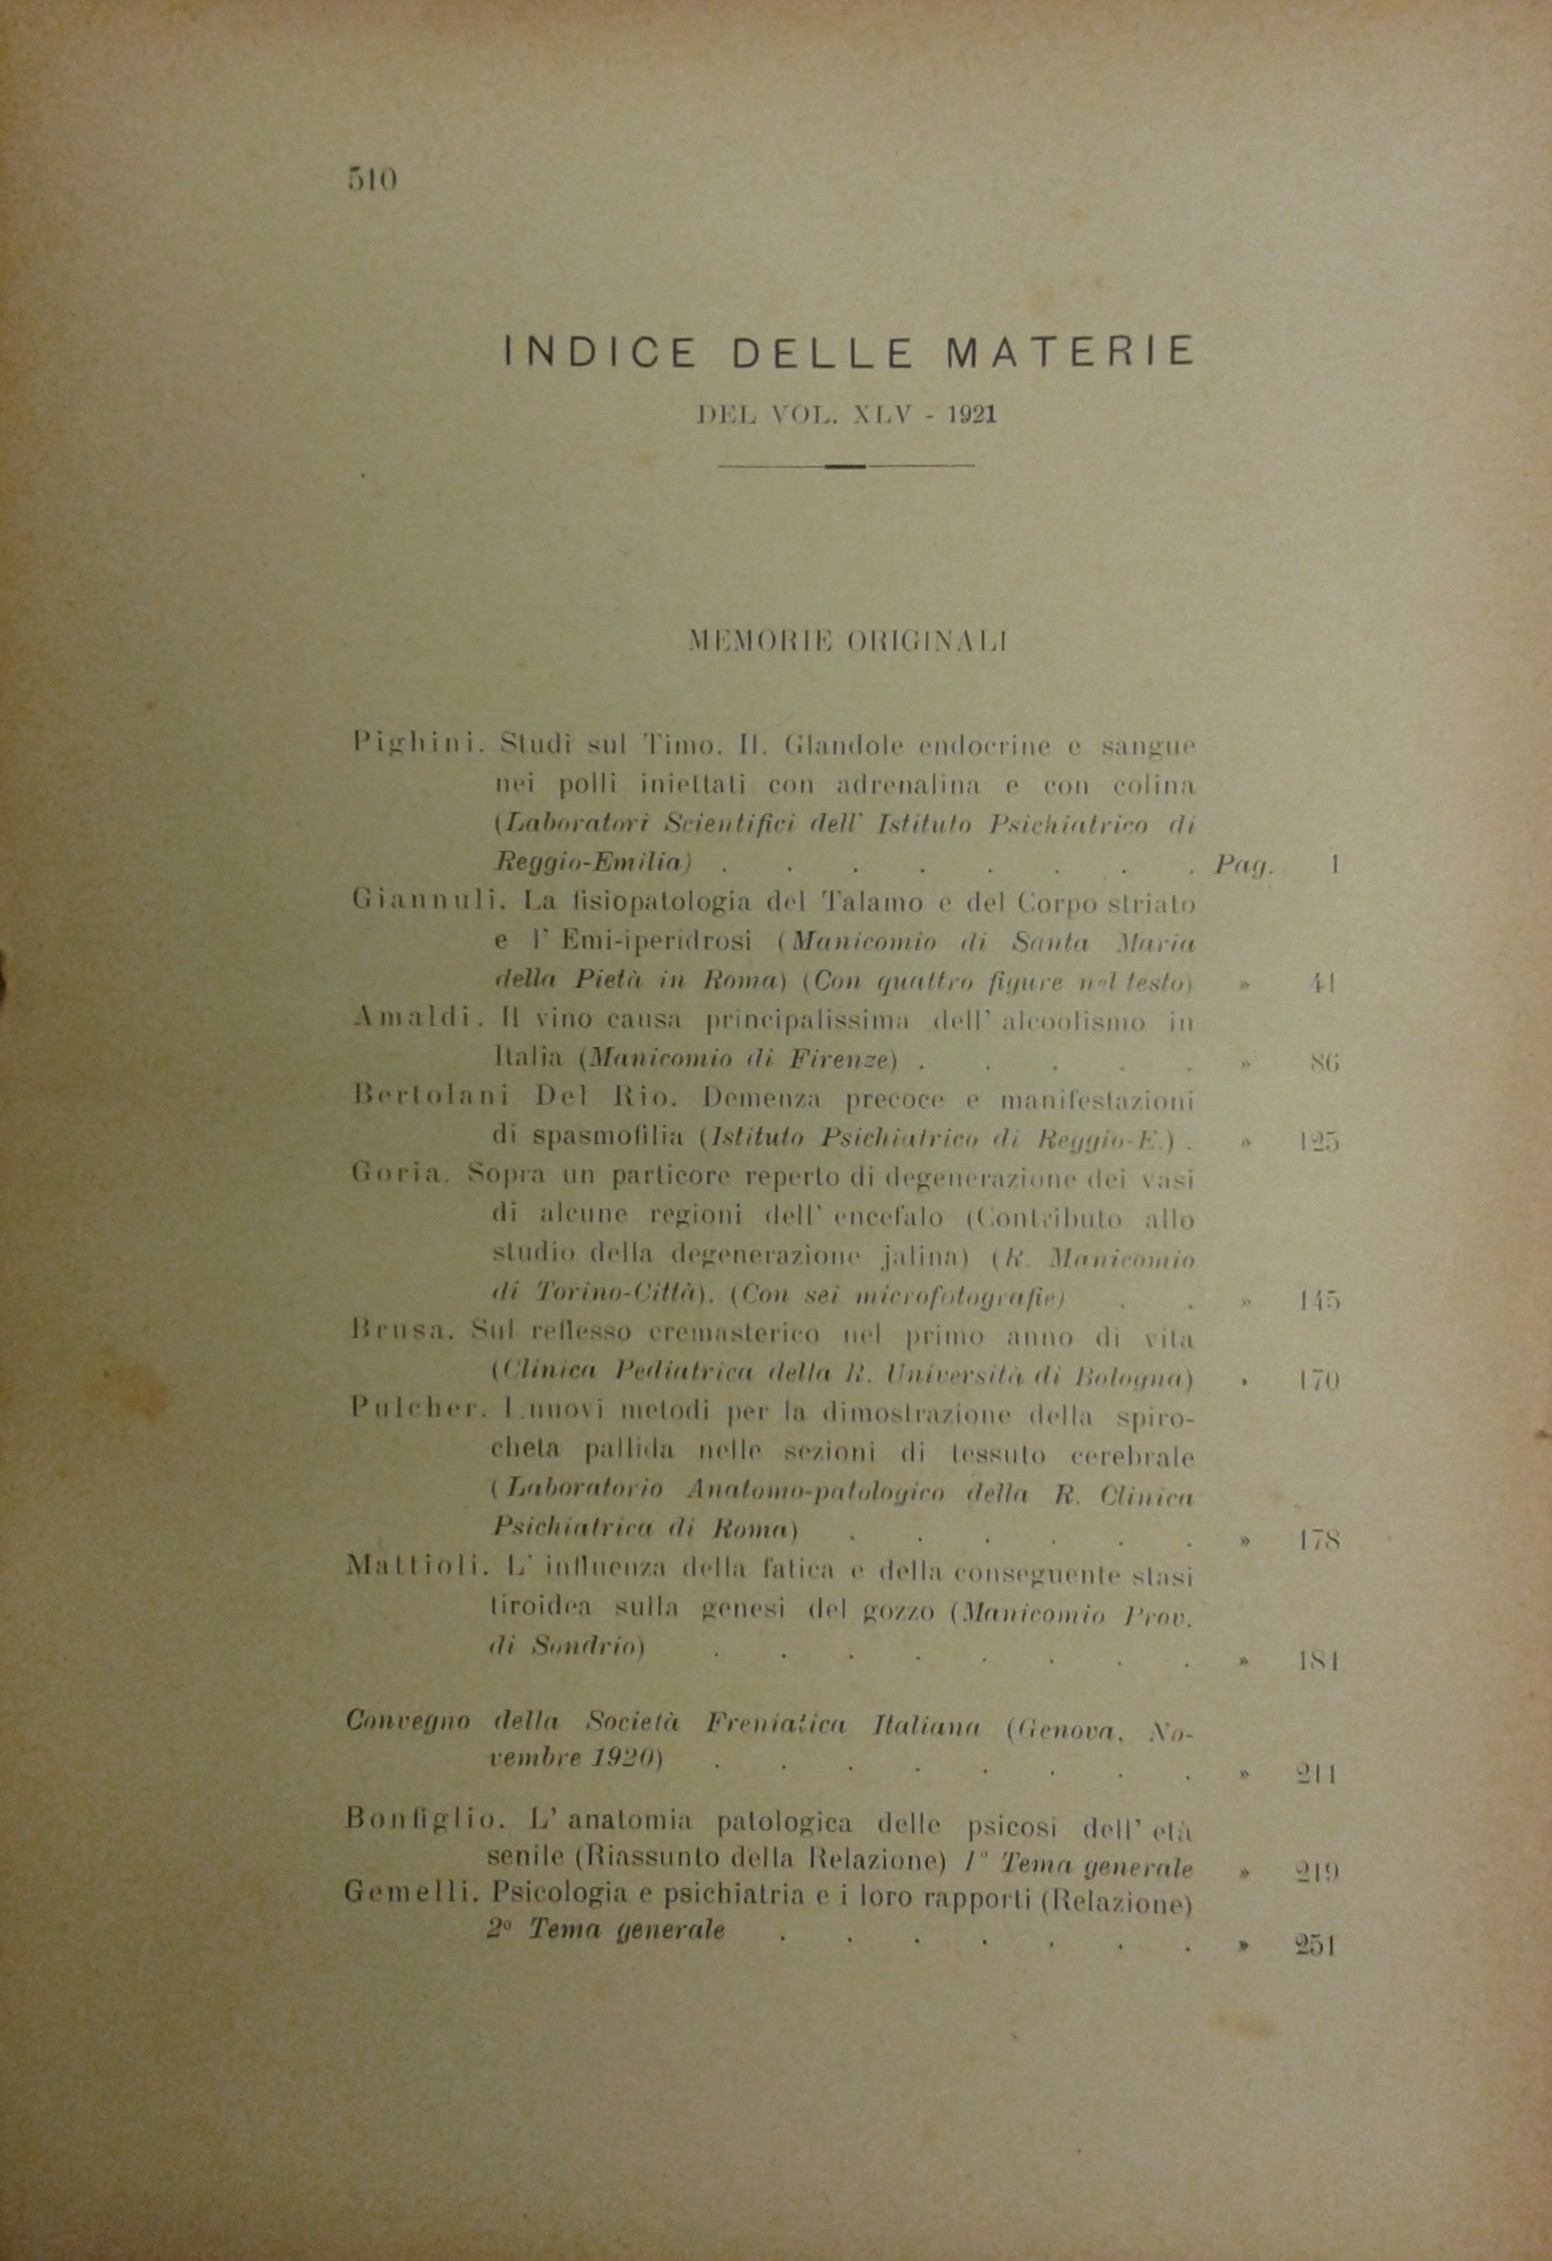 510
INDICE DELLE MATERIE
DEL VOL. XLV - 1921
MEMORIE ORIGINALI
Pighini. Studi sul Timo. II. Glandole endocrine e sangue
nei polli iniettati con adrenalina e con colina
(Laboratori Scientifici dell' Istituto Psichiatrico di
Reggio-Emilia) . . . . . . . . Pag. 1
Giannuli. La fisiopatologia del Talamo e del Corpo striato
e l' Emi-iperidrosi (Manicomio di Santa Maria
della Pietà in Roma) (Con quattro figure nel testo) » 41
Amaldi. Il vino causa principalissima dell' alcoolismo in
Italia (Manicomio di Firenze) . . . . . » 86
Bertolani Del Rio. Demenza precoce e manifestazioni
di spasmofilia (Istituto Psichiatrico di Reggio-E.) . » 125
Goria. Sopra un particore reperto di degenerazione dei vasi
di alcune regioni dell' encefalo (Contributo allo
studio della degenerazione jalina) (R. Manicomio
di Torino-Città). (Con sei microfotografie) . . » 145
Brusa. Sul reflesso cremasterico nel primo anno di vita
(Clinica Pediatrica della R. Università di Bologna) » 170
Pulcher. I nuovi metodi per la dimostrazione della spiro-
cheta pallida nelle sezioni di tessuto cerebrale
(Laboratorio Anatomo-patologico della R. Clinica
Psichiatrica di Roma) . . . . . . » 178
Mattioli. L' influenza della fatica e della conseguente stasi
tiroidea sulla genesi del gozzo (Manicomio Prov.
di Sondrio) . . . . . . . . » 181
Convegno della Società Freniatica Italiana (Genova, No-
vembre 1920) . . . . . . . . » 211
Bonfiglio. L' anatomia patologica delle psicosi dell' età
senile (Riassunto della Relazione) 1º Tema generale » 219
Gemelli. Psicologia e psichiatria e i loro rapporti (Relazione)
2º Tema generale . . . . . . . » 251